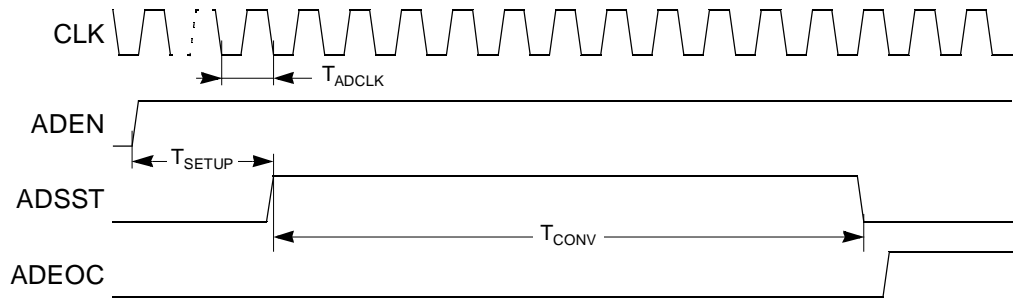 CLK
TADCLK
ADEN
TSETUP
ADSST
TCONV
ADEOC